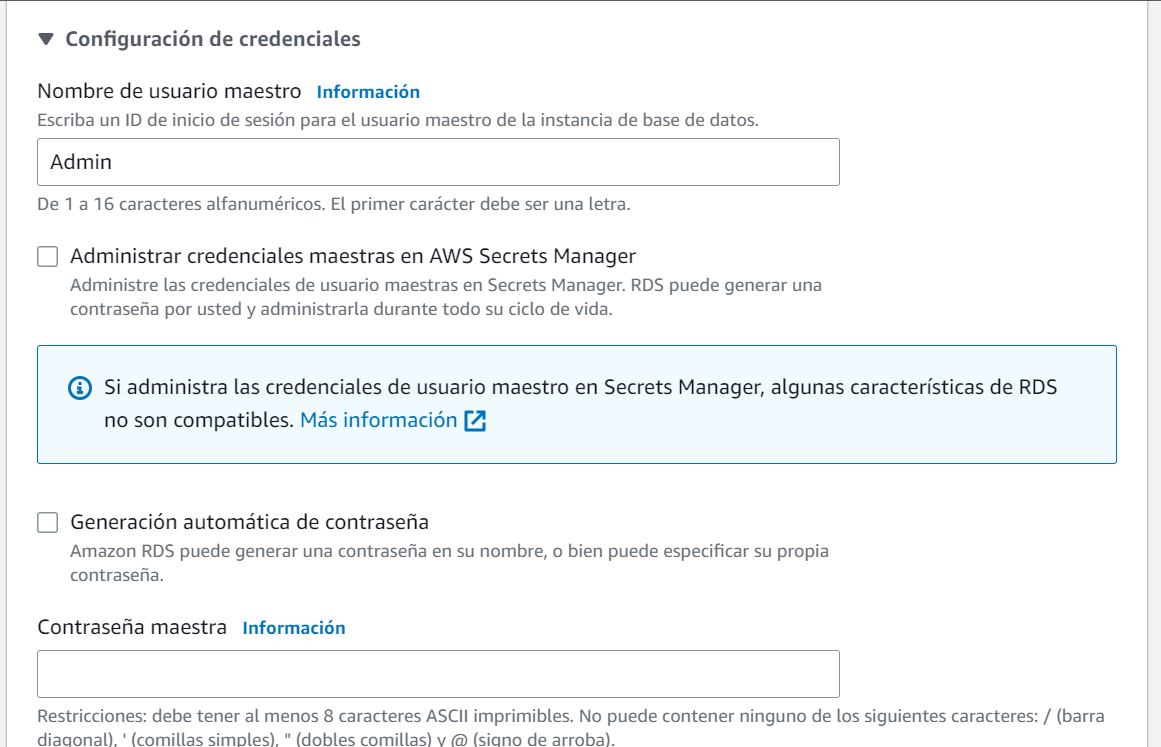 Configuración de credenciales
Nombre de usuario maestro Información
Escriba un ID de inicio de sesión para el usuario maestro de la instancia de base de datos.
Admin
De 1 a 16 caracteres alfanuméricos. El primer carácter debe ser una letra.
Administrar credenciales maestras en AWS Secrets Manager
Administre las credenciales de usuario maestras en Secrets Manager. RDS puede generar una
contraseña por usted y administrarla durante todo su ciclo de vida.
Si administra las credenciales de usuario maestro en Secrets Manager, algunas características de RDS
no son compatibles. Más información
Generación automática de contraseña
Amazon RDS puede generar una contraseña en su nombre, o bien puede especificar su propia
contraseña.
Contraseña maestra Información
Restricciones: debe tener al menos 8 caracteres ASCII imprimibles. No puede contener ninguno de los siguientes caracteres: / (barra
diagonal), ' (comillas simples), " (dobles comillas) y @ (signo de arroba).